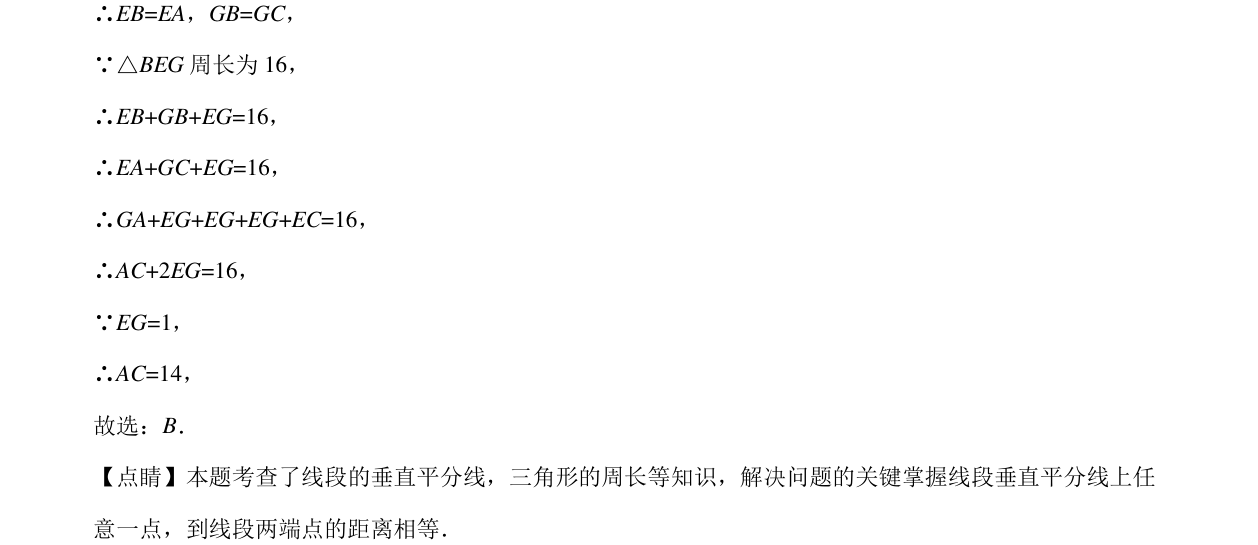 ∴EB=EA，GB=GC，
∵△BEG 周长为 16，
∴EB+GB+EG=16，
∴EA+GC+EG=16，
∴GA+EG+EG+EG+EC=16，
∴AC+2EG=16，
∵EG=1，
∴AC=14，
故选：B．
【点睛】本题考查了线段的垂直平分线，三角形的周长等知识，解决问题的关键掌握线段垂直平分线上任
意一点，到线段两端点的距离相等．